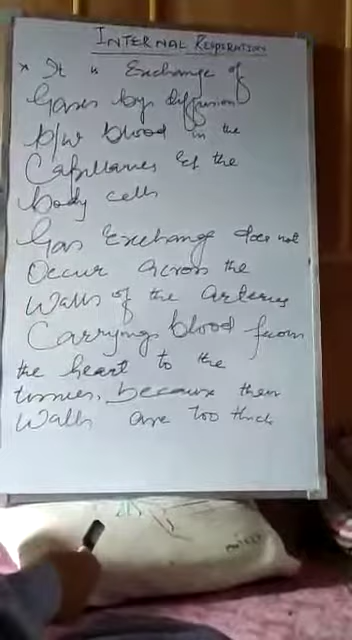 INTERNAL RESPIRATION
* It is Exchange of
Gases by diffusion
b/w blood in the
Capillaries & the
body cells
Gas Exchange does not
Occur across the
Walls of the arteries
Carrying blood from
the heart to the
tissues, because their
Walls are too thick